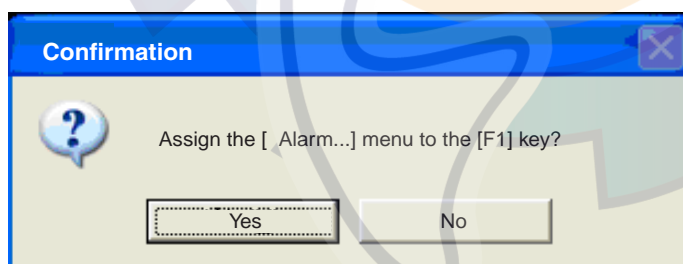 Confirmation
Assign the [ Alarm...] menu to the [F1] key?
Yes
No